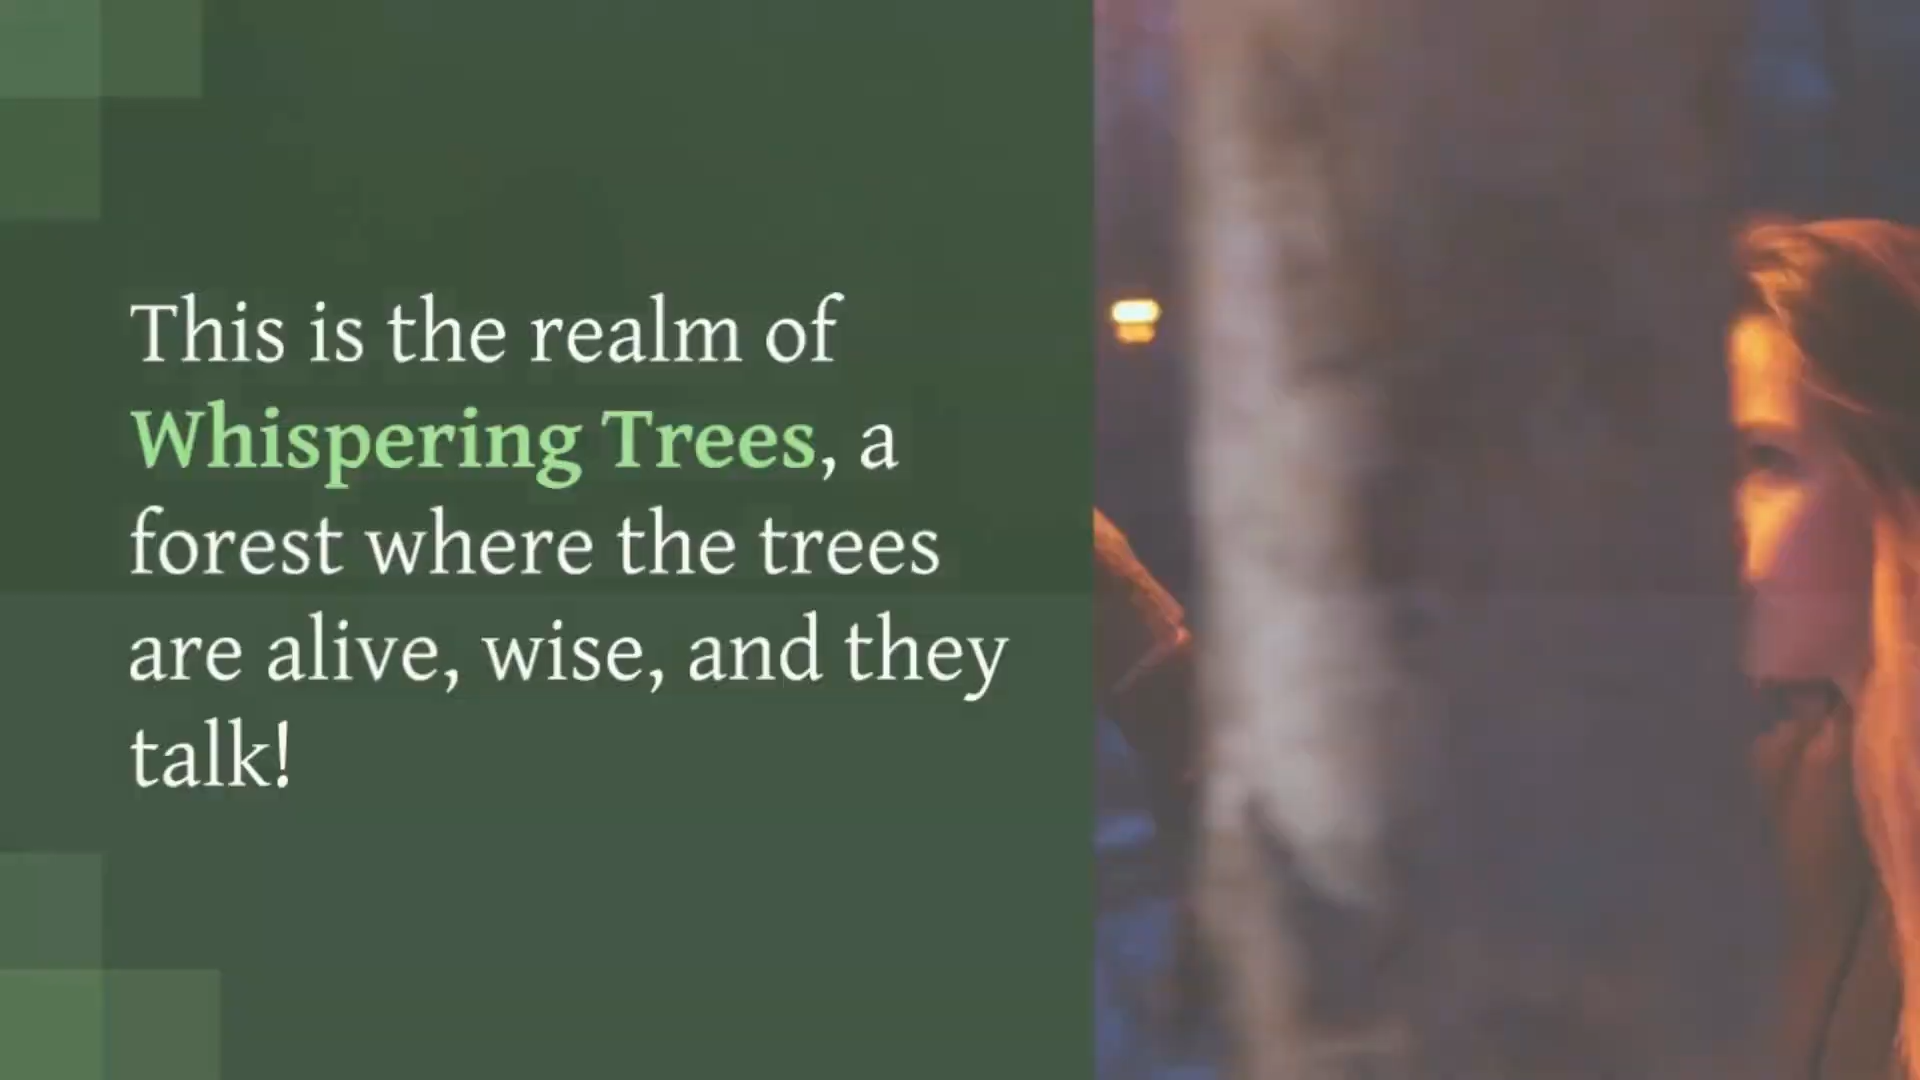 This is the realm of
Whispering Trees, a
forest where the trees
are alive, wise, and they
talk!